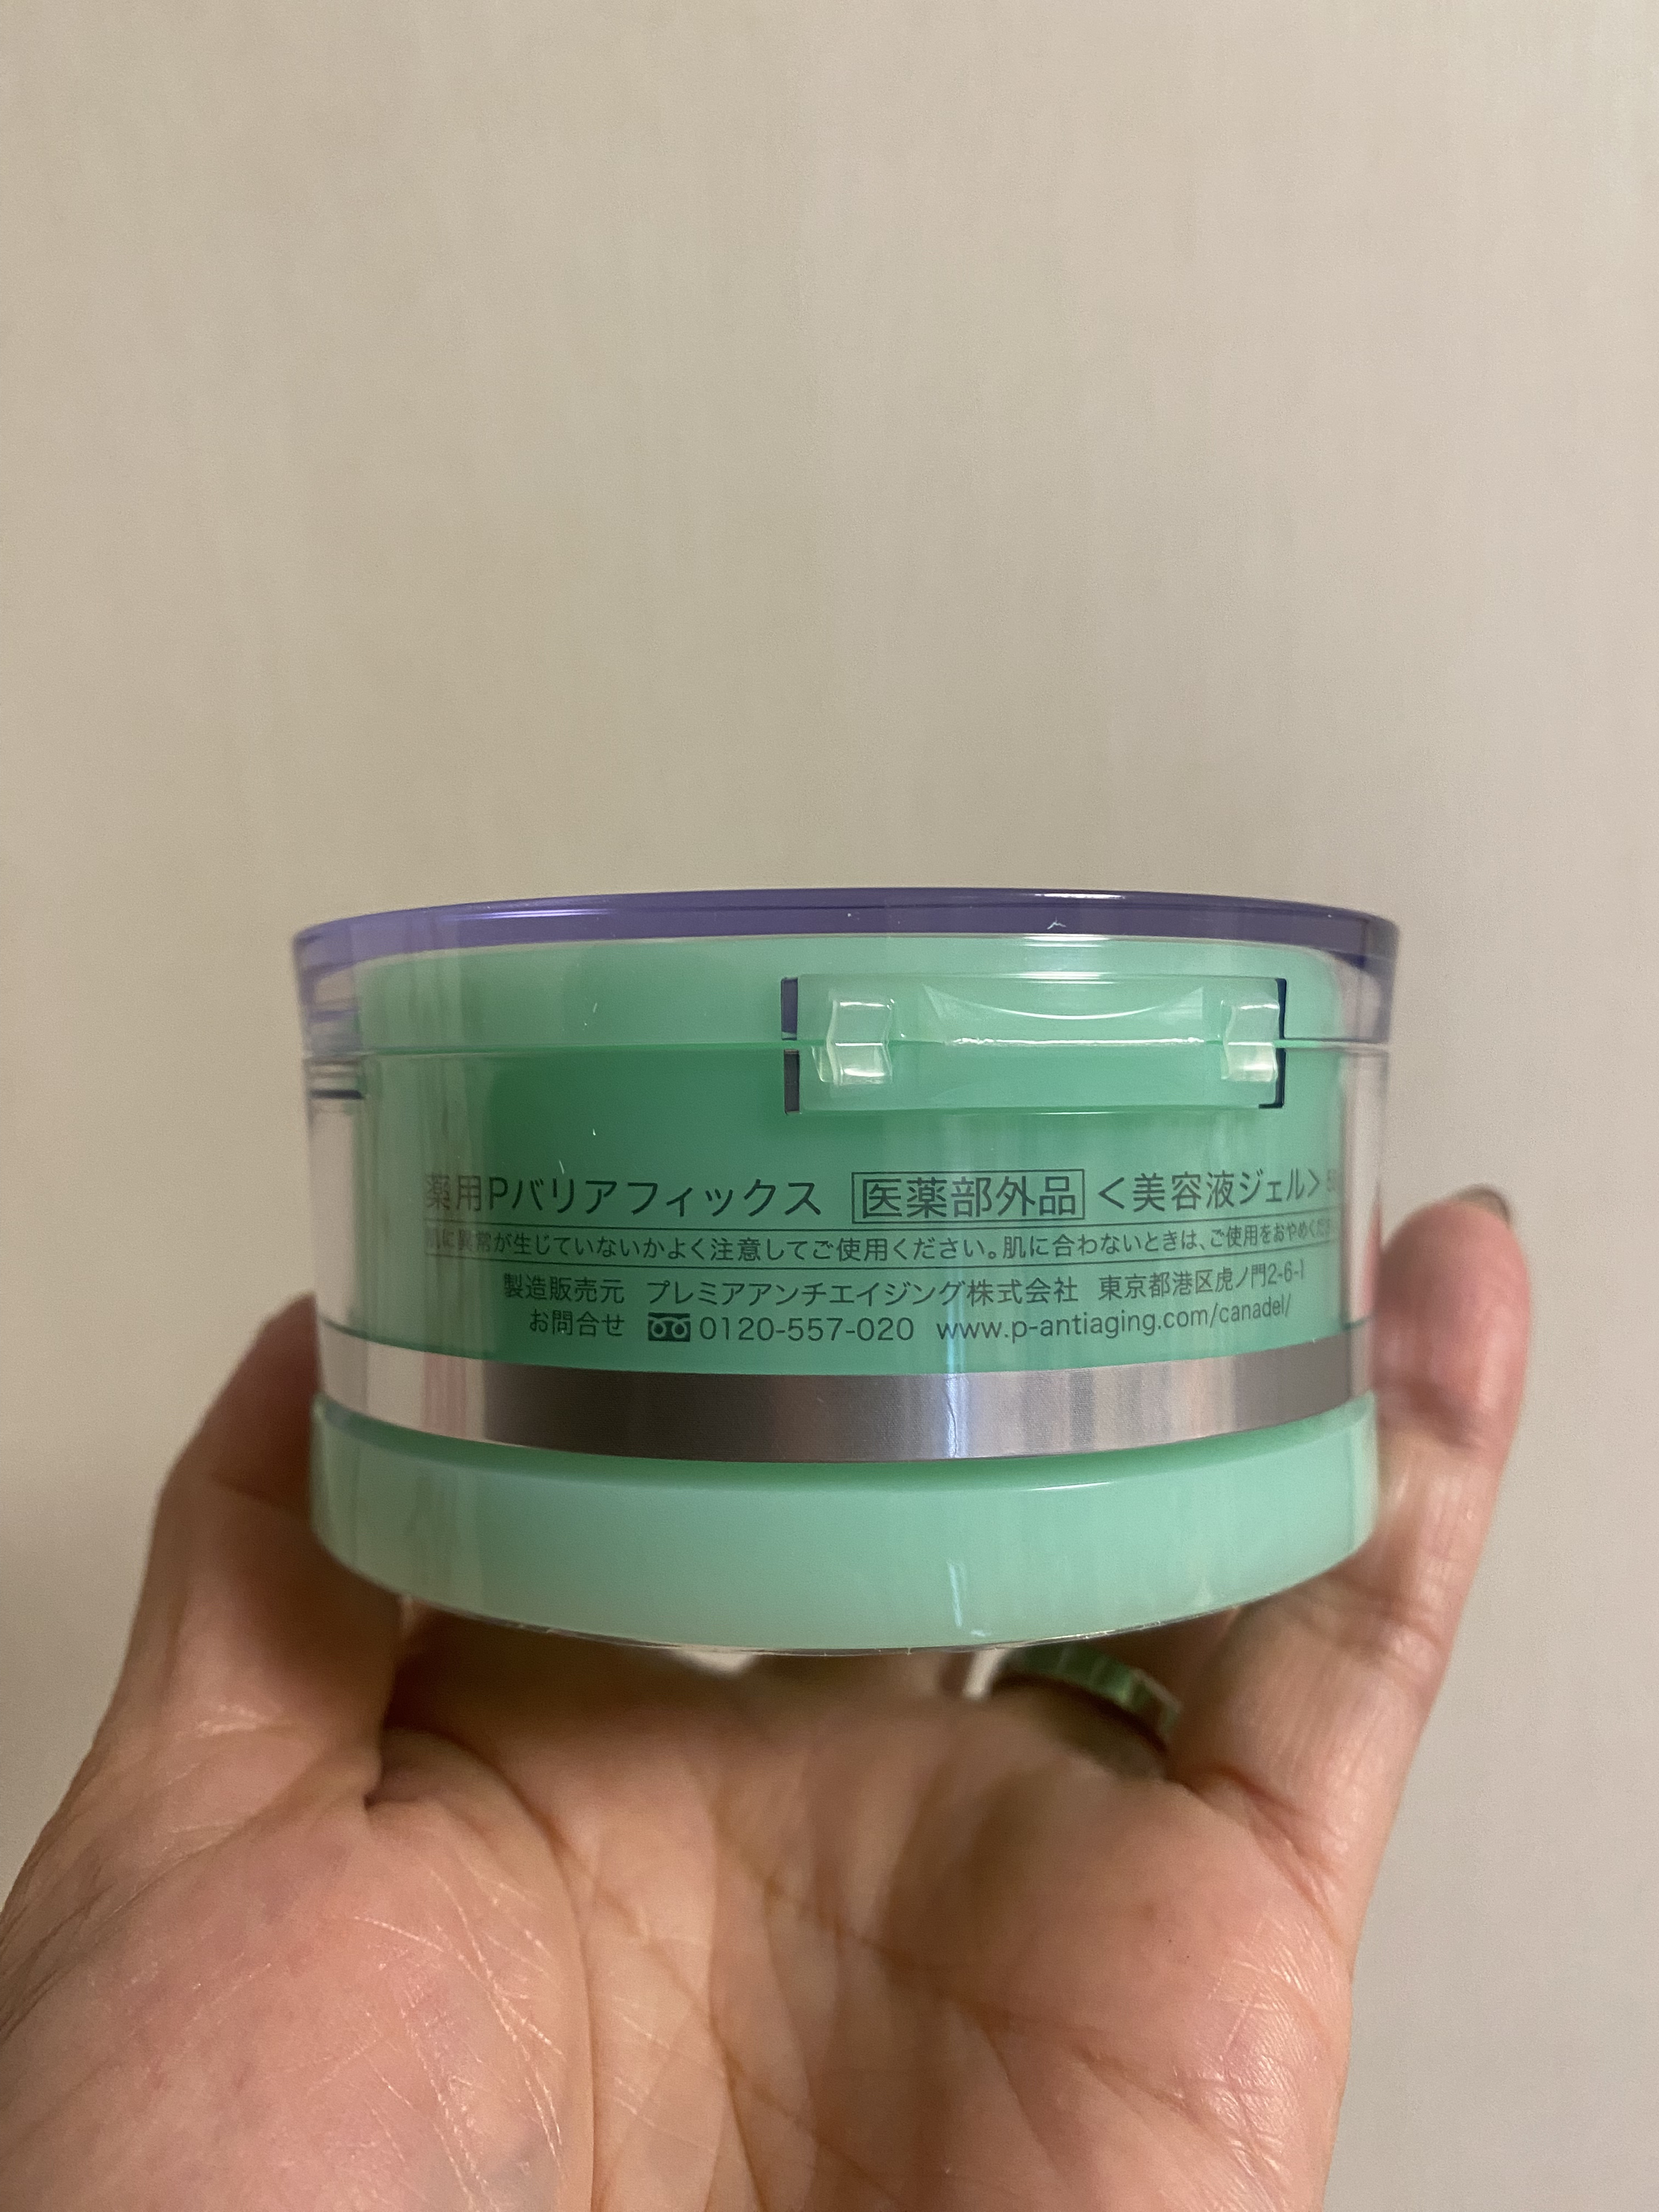 薬用Pバリアフィックス 医薬部外品 <美容液ジェル>
肌に異常が生じていないかよく注意してご使用ください。肌に合わないときは、ご使用をおやめくだ
製造販売元 プレミアアンチエイジング株式会社 東京都港区虎ノ門2-6-1
お問合せ 0120-557-020 www.p-antiaging.com/canadel/